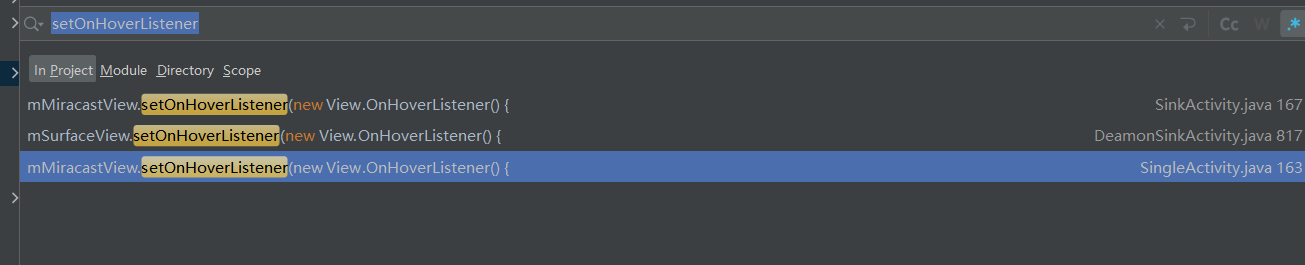 setOnHoverListener Cc W .*
In Project Module Directory Scope
mMiracastView.setOnHoverListener(new View.OnHoverListener() { SinkActivity.java 167
mSurfaceView.setOnHoverListener(new View.OnHoverListener() { DeamonSinkActivity.java 817
mMiracastView.setOnHoverListener(new View.OnHoverListener() { SingleActivity.java 163